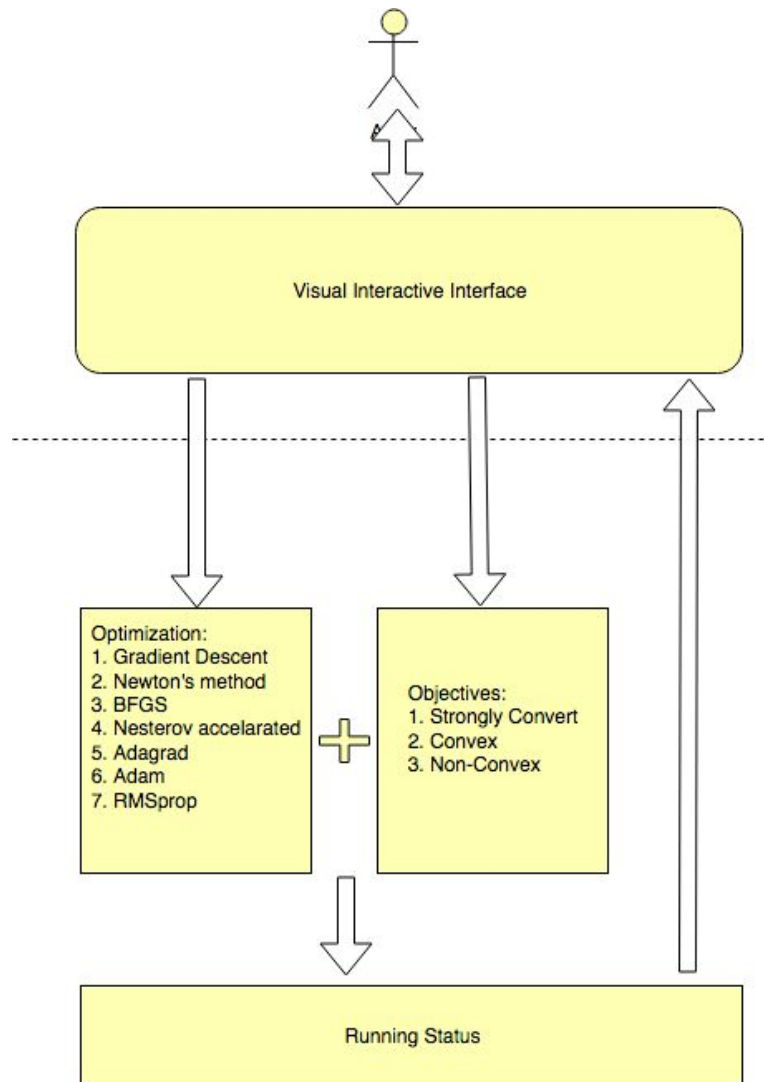 Visual Interactive Interface
Optimization:
1. Gradient Descent
2. Newton's method
3. BFGS
4. Nesterov accelarated
5. Adagrad
6. Adam
7. RMSprop
Objectives:
1. Strongly Convert
2. Convex
3. Non-Convex
Running Status